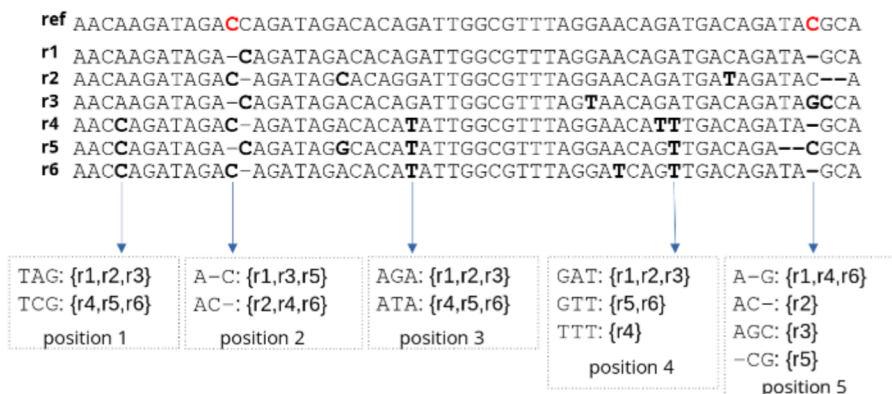 ref AACAAGATAGACCAGATAGACACAGATTGGCGTTTAGGAACAGATGACAGATACGCA
r1 AACAAGATAGA–CAGATAGACACAGATTGGCGTTTAGGAACAGATGACAGATA–GCA
r2 AACAAGATAGAC–AGATAGCCACAGATTGGCGTTTAGGAACAGATGATAGATAC––A
r3 AACAAGATAGA–CAGATAGACACAGATTGGCGTTTAGTAACAGATGACAGATAGCCA
r4 AACCAGATAGAC–AGATAGACACATATTGGCGTTTAGGAACATTTGACAGATA–GCA
r5 AACCAGATAGA–CAGATAGGCACATATTGGCGTTTAGGAACAGTTGACAGA––CGCA
r6 AACCAGATAGAC–AGATAGACACATATTGGCGTTTAGGATCAGTTGACAGATA–GCA
TAG: {r1,r2,r3}
TCG: {r4,r5,r6}
position 1
A–C: {r1,r3,r5}
AC–: {r2,r4,r6}
position 2
AGA: {r1,r2,r3}
ATA: {r4,r5,r6}
position 3
GAT: {r1,r2,r3}
GTT: {r5,r6}
TTT: {r4}
position 4
A–G: {r1,r4,r6}
AC–: {r2}
AGC: {r3}
–CG: {r5}
position 5